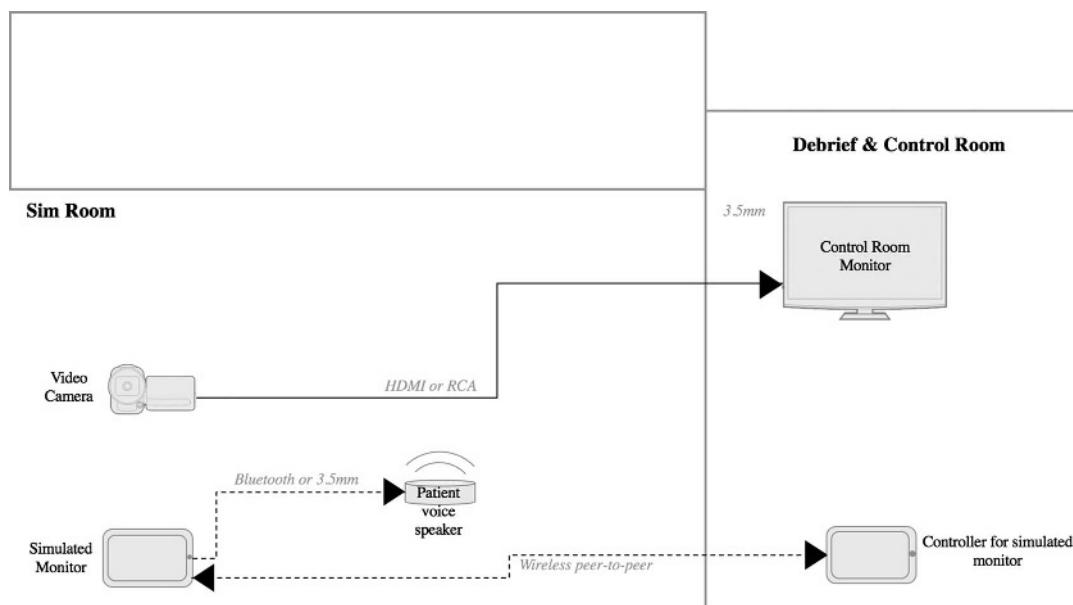 Debrief & Control Room
Sim Room
3.5mm
Control Room
Monitor
Video
Camera
HDMI or RCA
Bluetooth or 3.5mm
Patient
voice
speaker
Simulated
Monitor
Wireless peer-to-peer
Controller for simulated
monitor